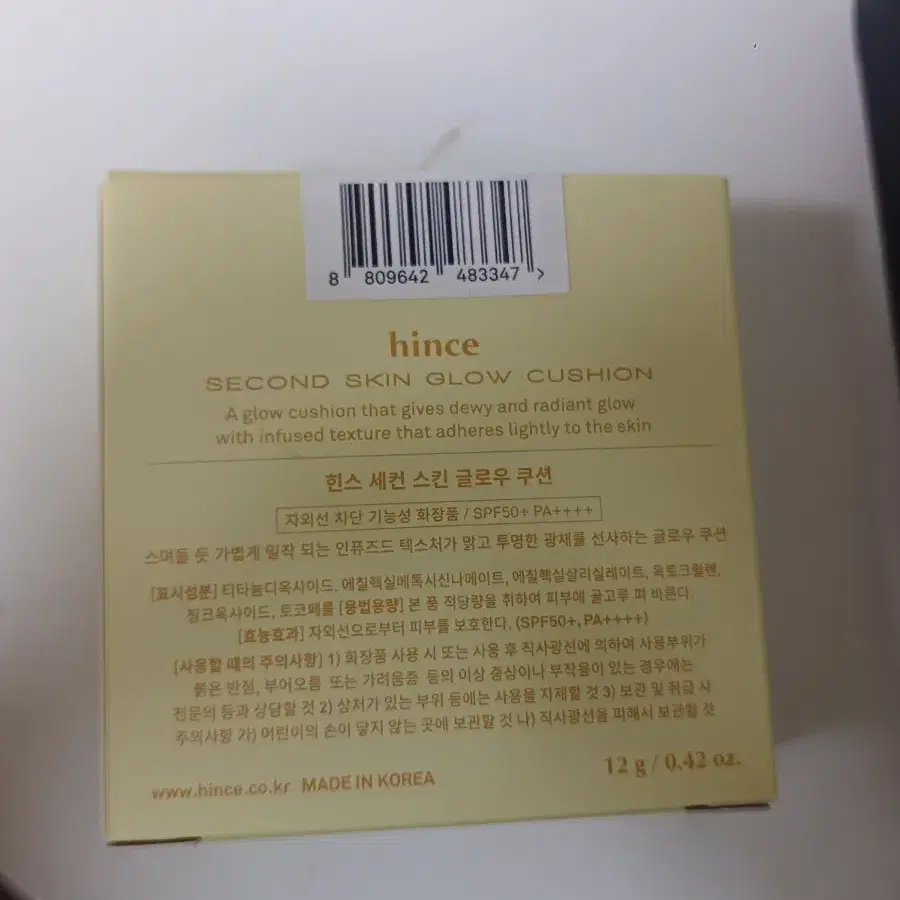 8 809642 483347 >
hince
SECOND SKIN GLOW CUSHION
A glow cushion that gives dewy and radiant glow
with infused texture that adheres lightly to the skin
힌스 세컨 스킨 글로우 쿠션
자외선 차단 기능성 화장품 / SPF50+ PA++++
스며들 듯 가볍게 밀착 되는 인퓨즈드 텍스처가 맑고 투명한 광채를 선사하는 글로우 쿠션
[표시성분] 티타늄디옥사이드, 에칠헥실메톡시신나메이트, 에칠헥실살리실레이트, 옥토크릴렌,
징크옥사이드, 토코페롤 [용법용량] 본 품 적당량을 취하여 피부에 골고루 펴 바른다.
[효능효과] 자외선으로부터 피부를 보호한다. (SPF50+, PA++++)
[사용할 때의 주의사항] 1) 화장품 사용 시 또는 사용 후 직사광선에 의하여 사용부위가
붉은 반점, 부어오름 또는 가려움증 등의 이상 증상이나 부작용이 있는 경우에는
전문의 등과 상담할 것 2) 상처가 있는 부위 등에는 사용을 자제할 것 3) 보관 및 취급 시
주의사항 가) 어린이의 손이 닿지 않는 곳에 보관할 것 나) 직사광선을 피해서 보관할 것
12 g / 0.42 oz.
www.hince.co.kr MADE IN KOREA